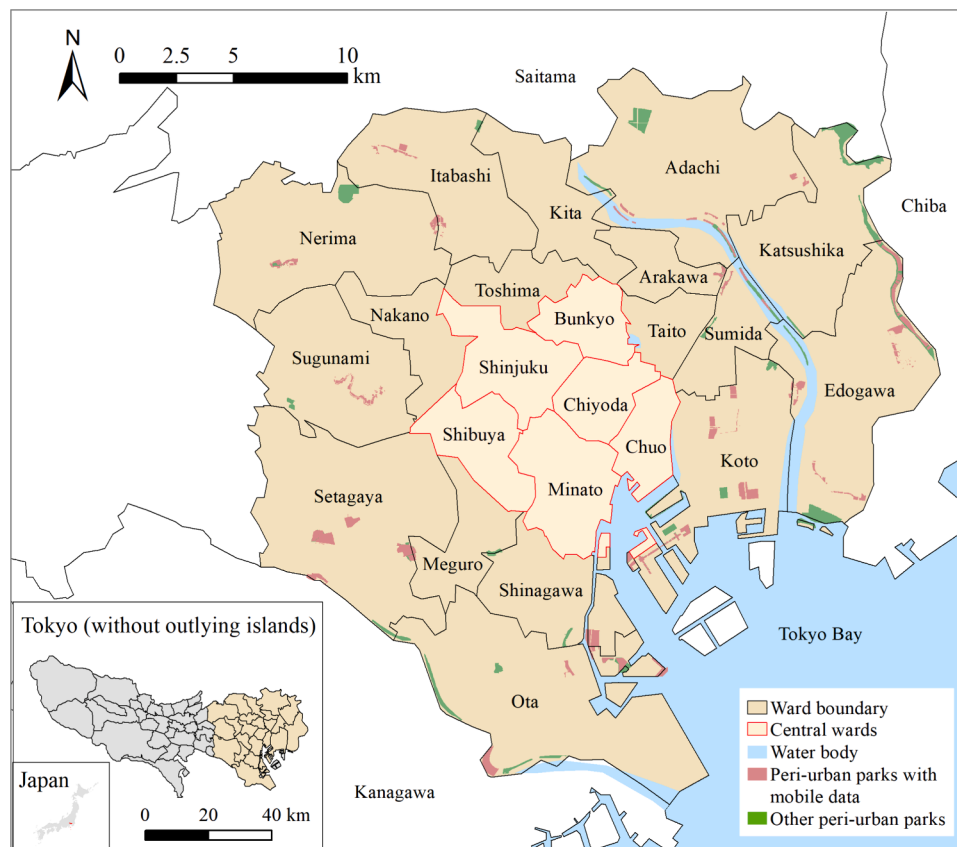 N
0 2.5 5 10
km
Saitama
Adachi
Itabashi
Chiba
Kita
Nerima
Katsushika
Arakawa
Toshima
Bunkyo
Nakano
Taito
Sumida
Sugunami
Shinjuku
Edogawa
Chiyoda
Shibuya
Chuo
Koto
Setagaya
Minato
Meguro
Shinagawa
Tokyo (without outlying islands)
Tokyo Bay
Ota
Ward boundary
Central wards
Water body
Peri-urban parks with
mobile data
Other peri-urban parks
Japan
Kanagawa
0 20 40 km